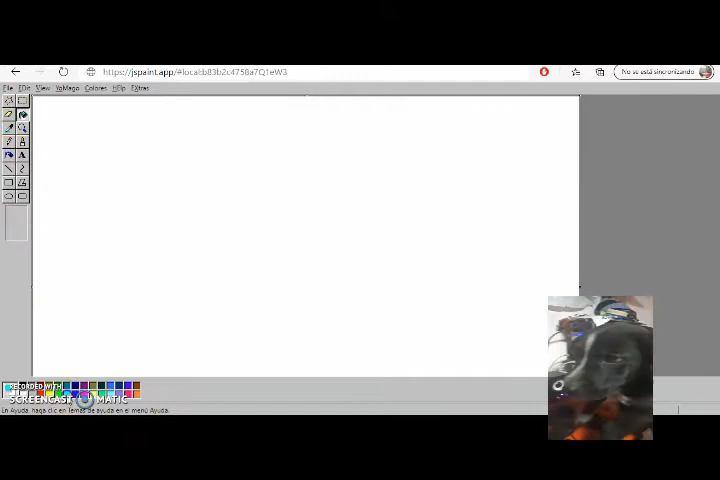 https://jspaint.app/#local:b83b2c4758a7Q1eW3
No se está sincronizando
File Edit View YoMago Colores Help Extras
A
RECORDED WITH
SCREENCAST MATIC
En Ayuda, haga clic en Temas de ayuda en el menú Ayuda.